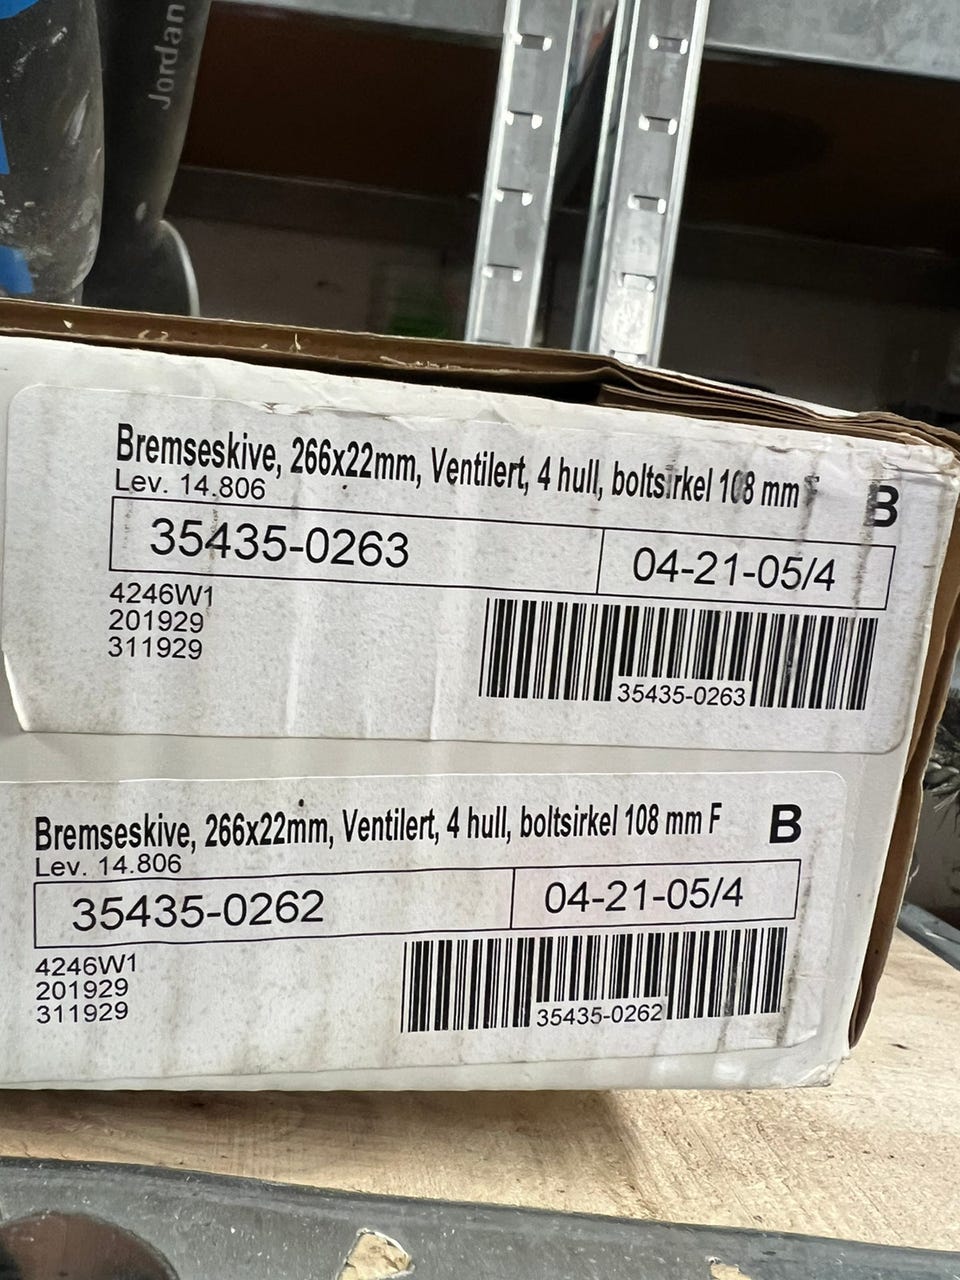 Jordan
Bremseskive, 266x22mm, Ventilert, 4 hull, boltsirkel 108 mm F
B
Lev. 14.806
35435-0263
04-21-05/4
4246W1
201929
311929
35435-0263
Bremseskive, 266x22mm, Ventilert, 4 hull, boltsirkel 108 mm F
B
Lev. 14.806
35435-0262
04-21-05/4
4246W1
201929
311929
35435-0262